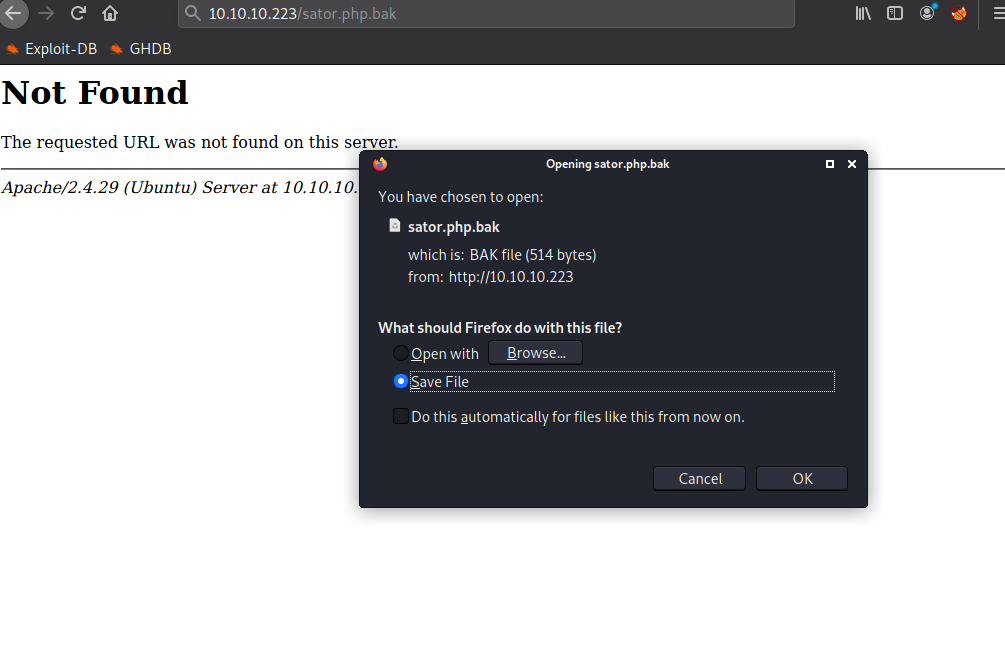 10.10.10.223/sator.php.bak
Exploit-DB GHDB
Not Found
The requested URL was not found on this server.
Apache/2.4.29 (Ubuntu) Server at 10.10.10.
Opening sator.php.bak
You have chosen to open:
sator.php.bak
which is: BAK file (514 bytes)
from: http://10.10.10.223
What should Firefox do with this file?
Open with Browse...
Save File
Do this automatically for files like this from now on.
Cancel OK